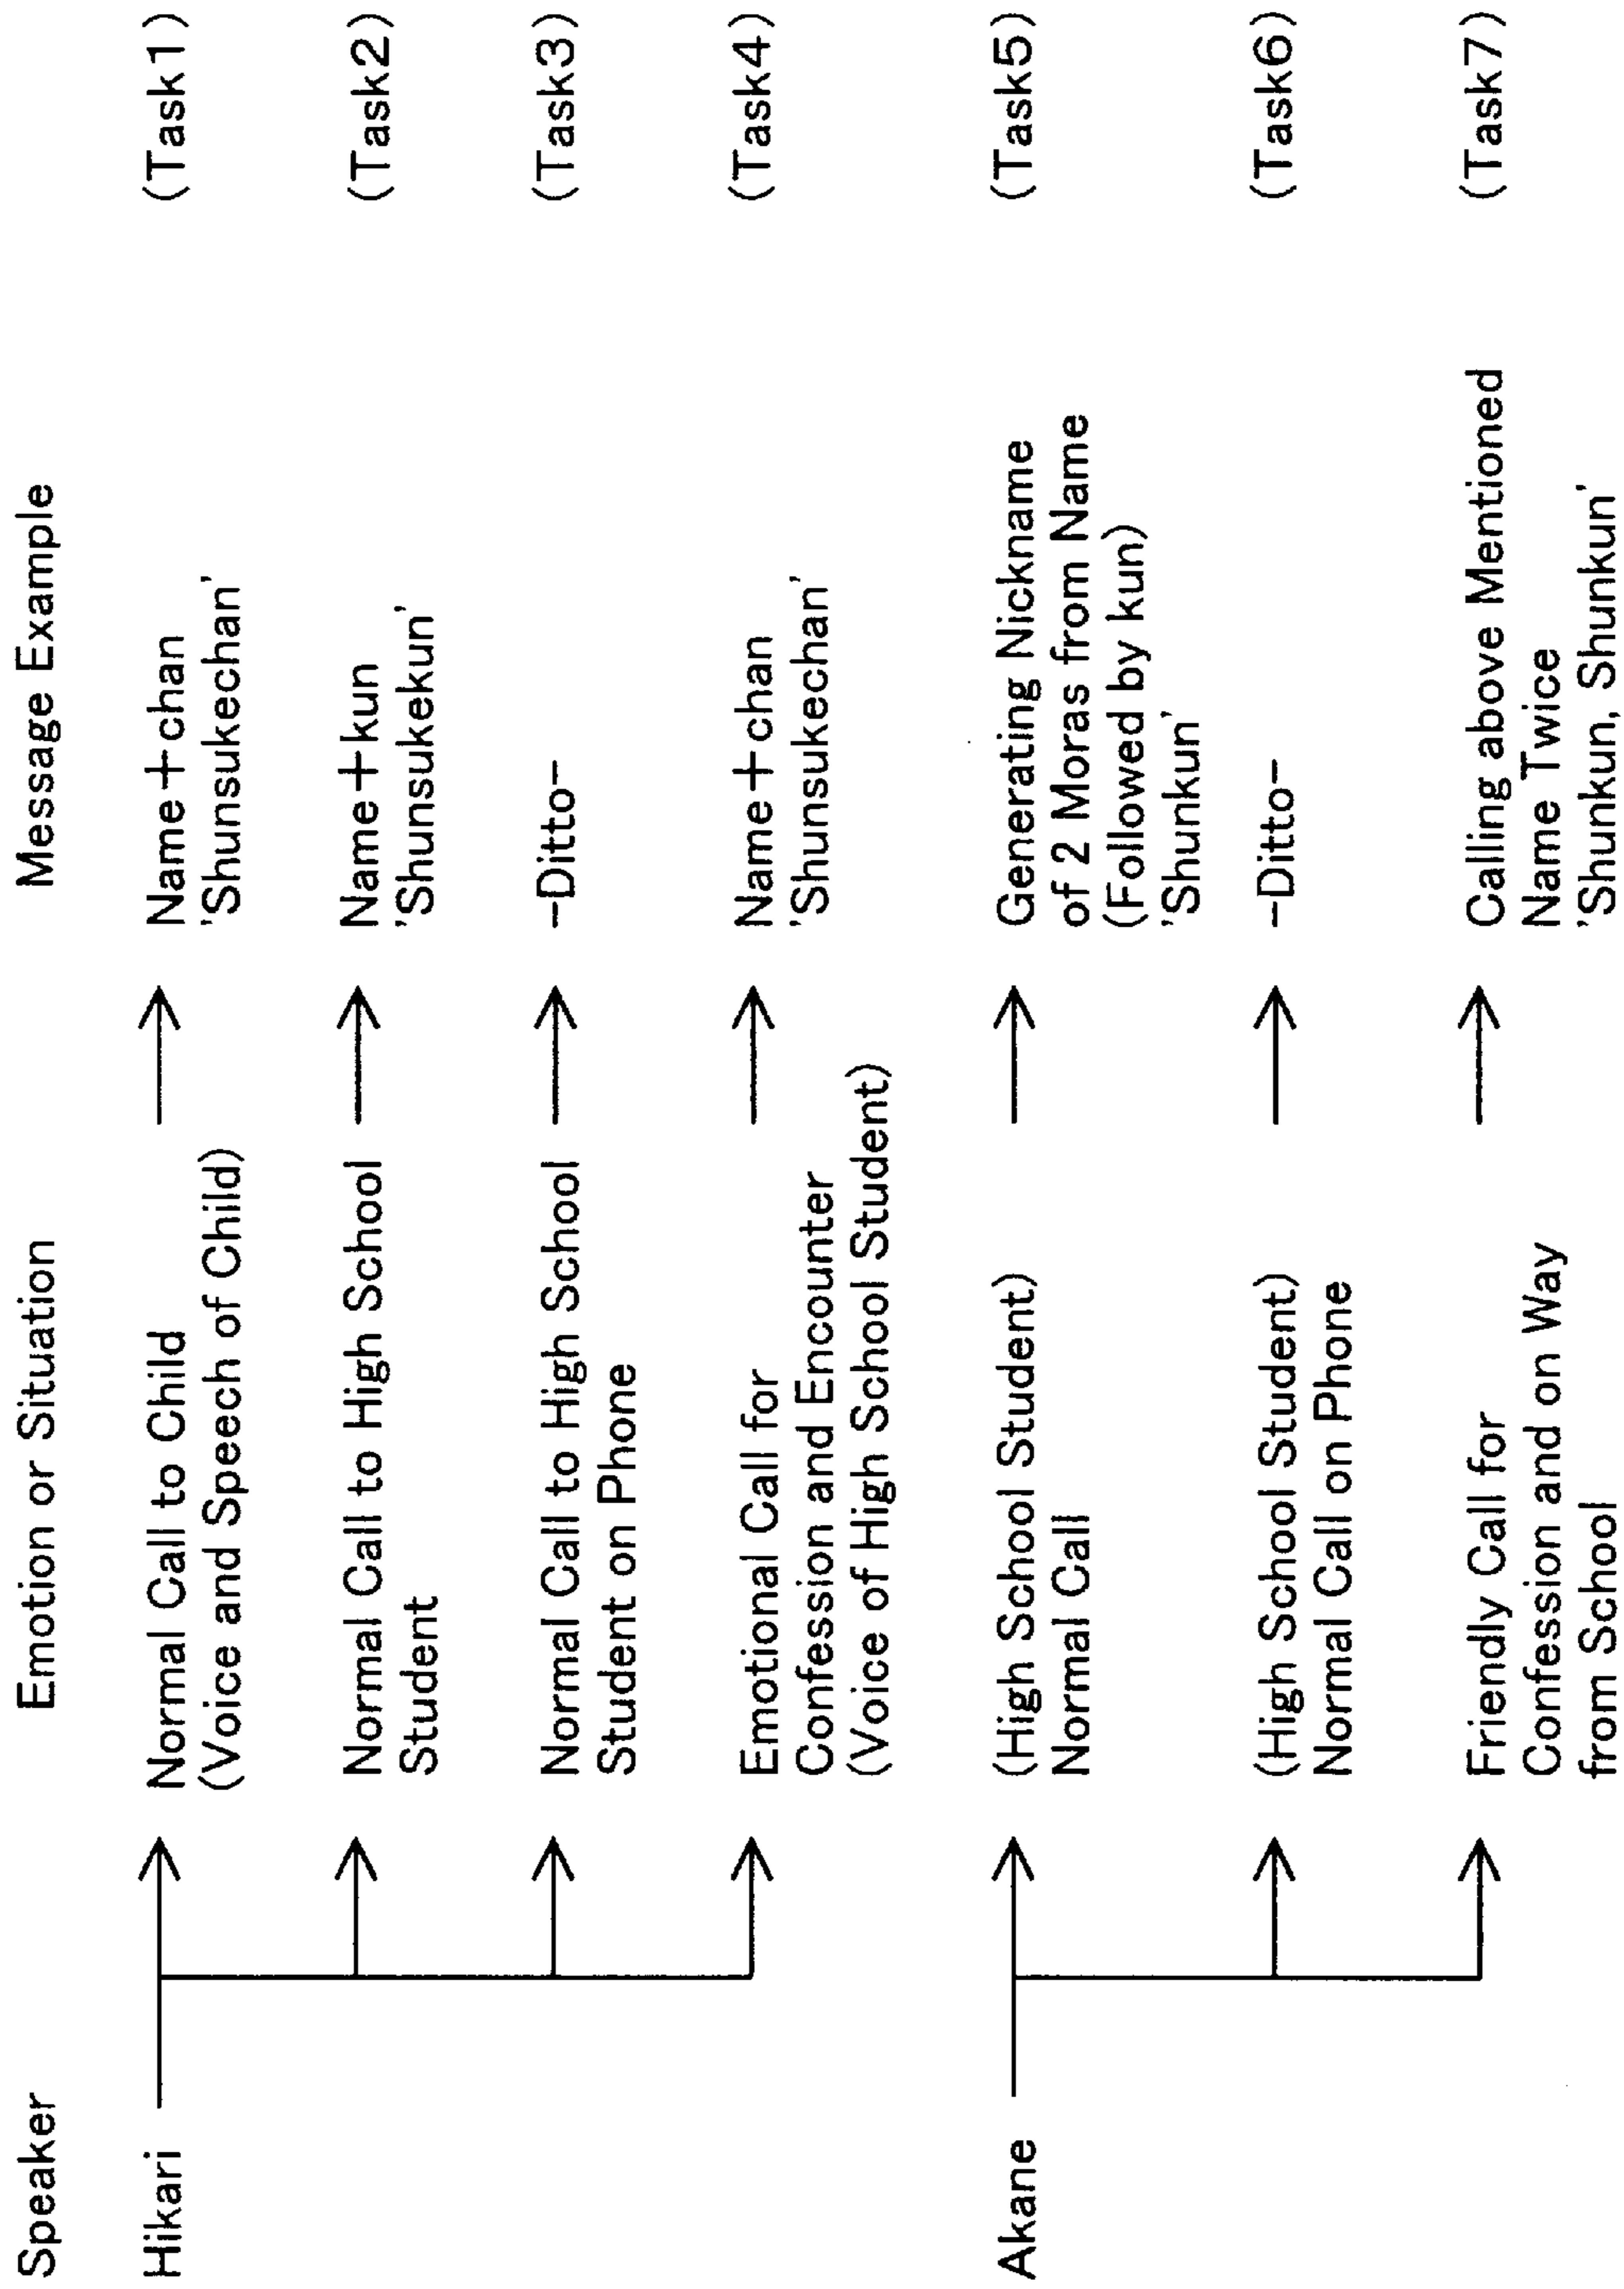 Speaker
Emotion or Situation
Message Example
Hikari
Normal Call to Child
(Voice and Speech of Child)
Name+chan
'Shunsukechan'
(Task1)
Normal Call to High School
Student
Name+kun
'Shunsukekun'
(Task2)
Normal Call to High School
Student on Phone
-Ditto-
(Task3)
Emotional Call for
Confession and Encounter
(Voice of High School Student)
Name+chan
'Shunsukechan'
(Task4)
Akane
(High School Student)
Normal Call
Generating Nickname
of 2 Moras from Name
(Followed by kun)
'Shunkun'
(Task5)
(High School Student)
Normal Call on Phone
-Ditto-
(Task6)
Friendly Call for
Confession and on Way
from School
Calling above Mentioned
Name Twice
'Shunkun, Shunkun'
(Task7)